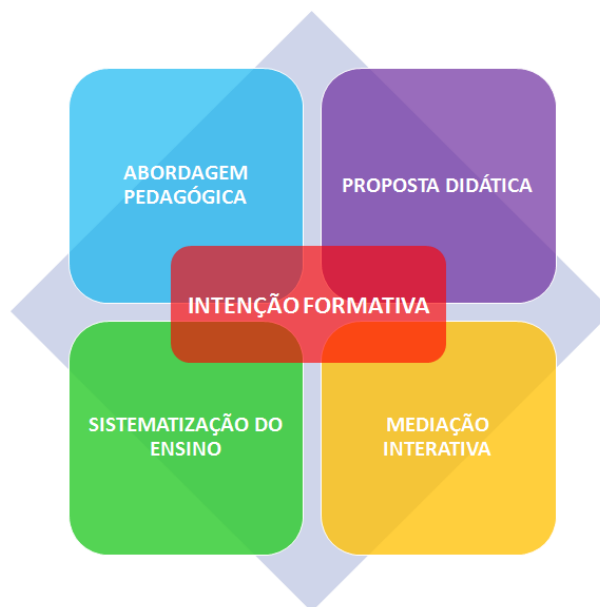 ABORDAGEM
PEDAGÓGICA
PROPOSTA DIDÁTICA
INTENÇÃO FORMATIVA
SISTEMATIZAÇÃO DO
ENSINO
MEDIAÇÃO
INTERATIVA